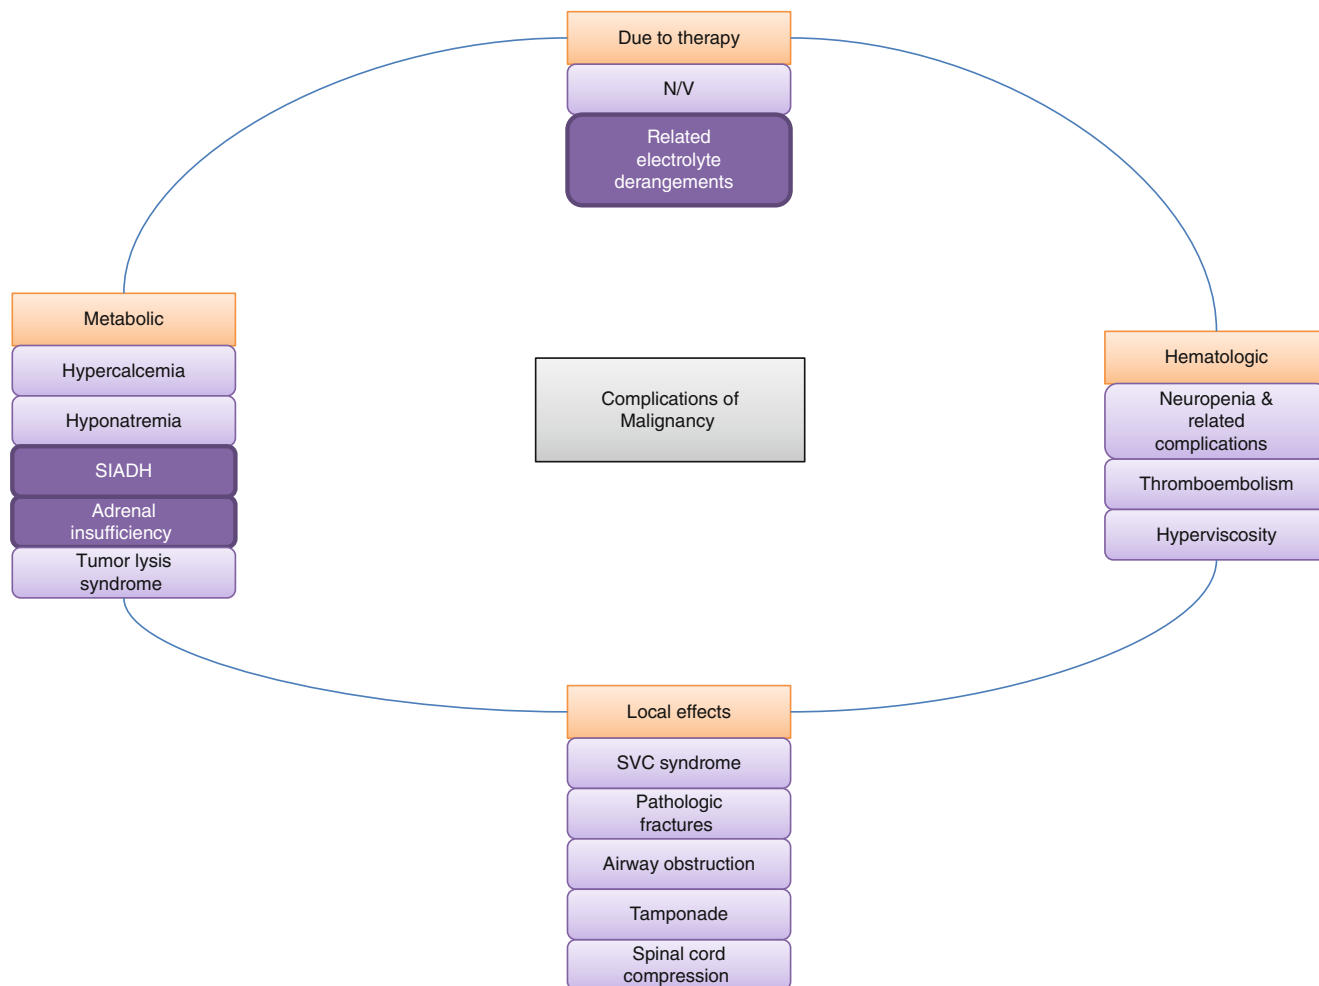 Due to therapy
N/V
Related
electrolyte
derangements
Metabolic
Hypercalcemia
Hyponatremia
SIADH
Adrenal
insufficiency
Tumor lysis
syndrome
Complications of
Malignancy
Hematologic
Neuropenia &
related
complications
Thromboembolism
Hyperviscosity
Local effects
SVC syndrome
Pathologic
fractures
Airway obstruction
Tamponade
Spinal cord
compression